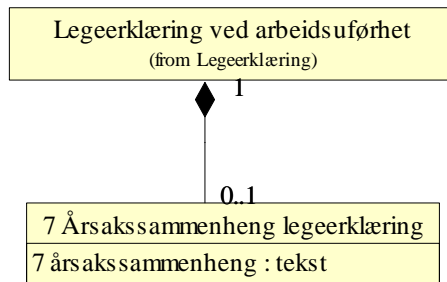 Legeerklæring ved arbeidsuførhet
(from Legeerklæring)
1
0..1
7 Årsakssammenheng legeerklæring
7 årsakssammenheng : tekst